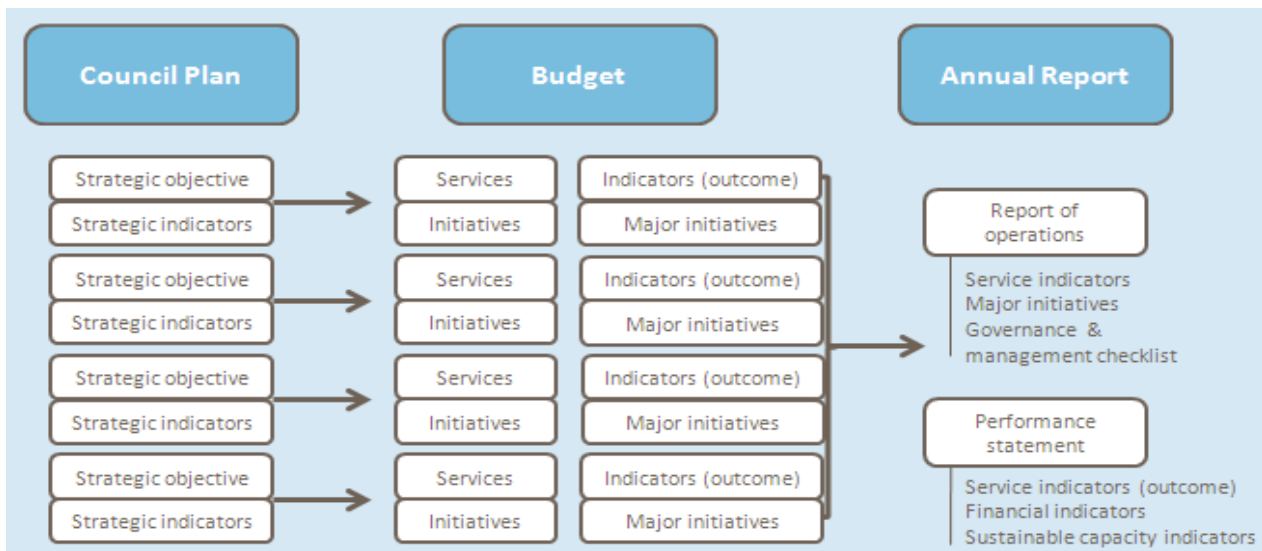 Council Plan
Budget
Annual Report
Strategic objective
Services
Indicators (outcome)
Strategic indicators
Initiatives
Major initiatives
Strategic objective
Services
Indicators (outcome)
Strategic indicators
Initiatives
Major initiatives
Strategic objective
Services
Indicators (outcome)
Strategic indicators
Initiatives
Major initiatives
Strategic objective
Services
Indicators (outcome)
Strategic indicators
Initiatives
Major initiatives
Report of
operations
Service indicators
Major initiatives
Governance &
management checklist
Performance
statement
Service indicators (outcome)
Financial indicators
Sustainable capacity indicators